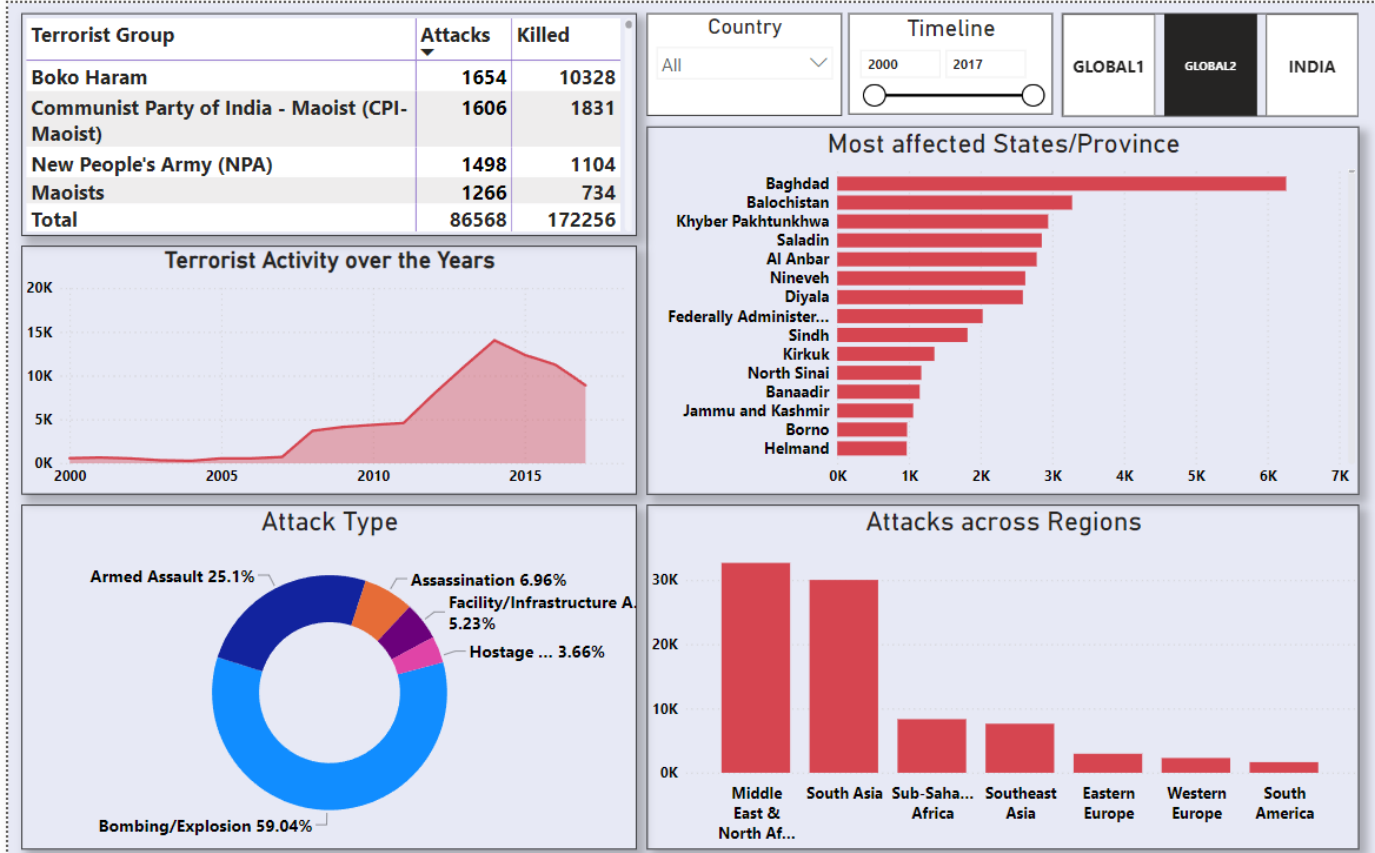 Terrorist Group Attacks Killed
Boko Haram 1654 10328
Communist Party of India - Maoist (CPI-
Maoist) 1606 1831
New People's Army (NPA) 1498 1104
Maoists 1266 734
Total 86568 172256
Country
All
Timeline
2000 2017
GLOBAL1 GLOBAL2 INDIA
Most affected States/Province
Baghdad
Balochistan
Khyber Pakhtunkhwa
Saladin
Al Anbar
Nineveh
Diyala
Federally Administer...
Sindh
Kirkuk
North Sinai
Banaadir
Jammu and Kashmir
Borno
Helmand
0K 1K 2K 3K 4K 5K 6K 7K
Terrorist Activity over the Years
20K
15K
10K
5K
0K
2000 2005 2010 2015
Attack Type
Armed Assault 25.1%
Assassination 6.96%
Facility/Infrastructure A.
5.23%
Hostage ... 3.66%
Bombing/Explosion 59.04%
Attacks across Regions
30K
20K
10K
0K
Middle
East &
North Af...
South Asia
Sub-Saha...
Africa
Southeast
Asia
Eastern
Europe
Western
Europe
South
America